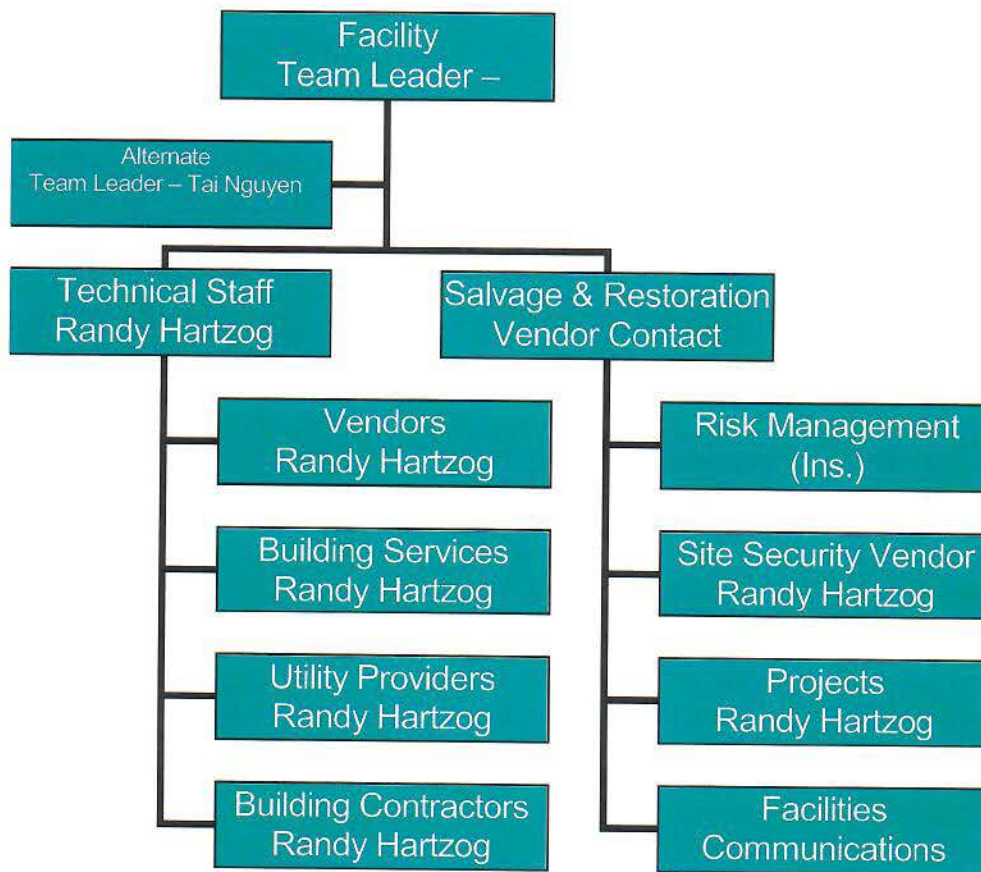 Facility
Team Leader –
Alternate
Team Leader – Tai Nguyen
Technical Staff
Randy Hartzog
Salvage & Restoration
Vendor Contact
Vendors
Randy Hartzog
Building Services
Randy Hartzog
Utility Providers
Randy Hartzog
Building Contractors
Randy Hartzog
Risk Management
(Ins.)
Site Security Vendor
Randy Hartzog
Projects
Randy Hartzog
Facilities
Communications